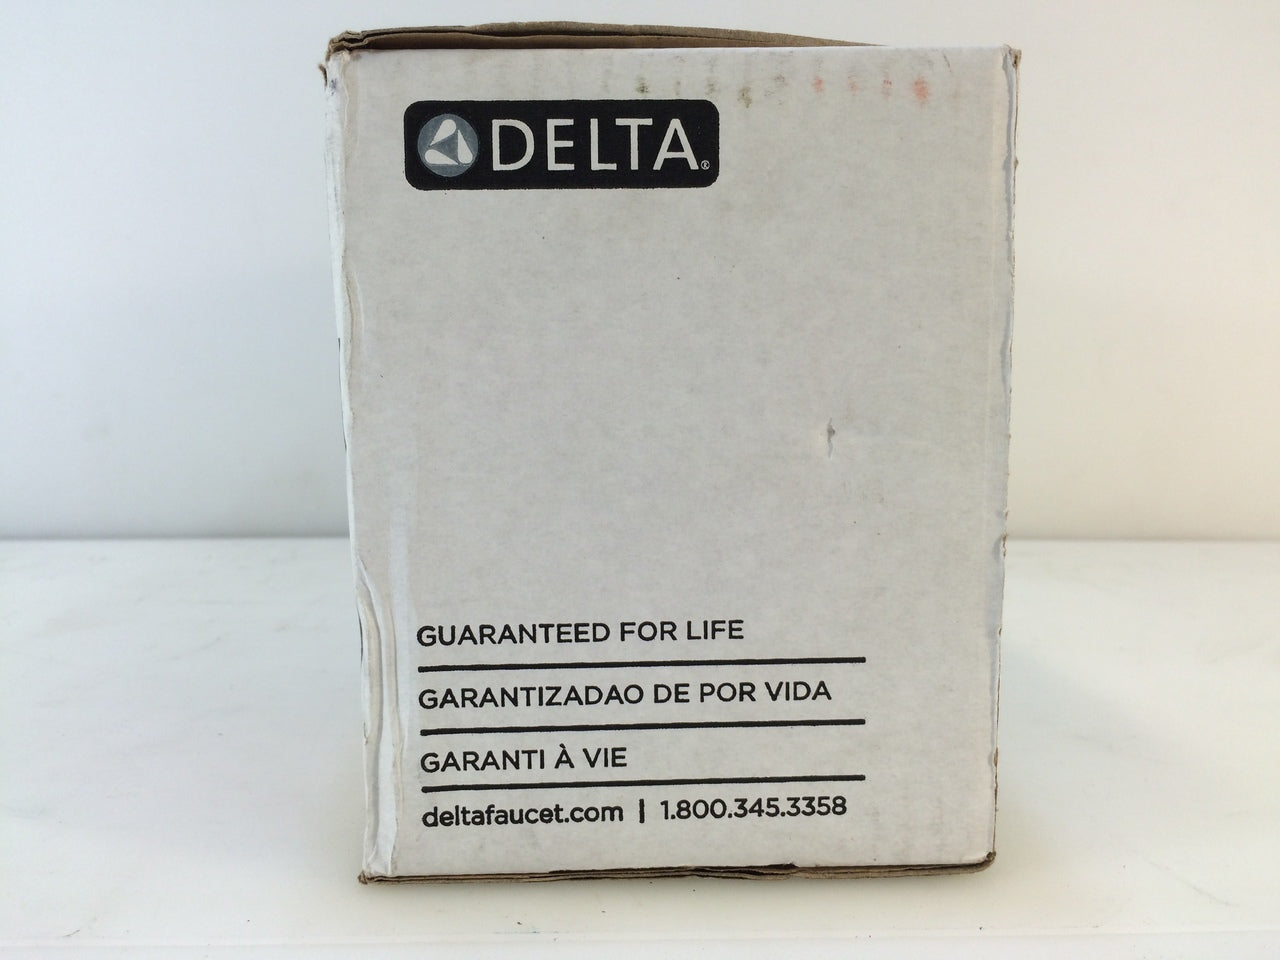 DELTA®
GUARANTEED FOR LIFE
GARANTIZADAO DE POR VIDA
GARANTI À VIE
deltafaucet.com | 1.800.345.3358